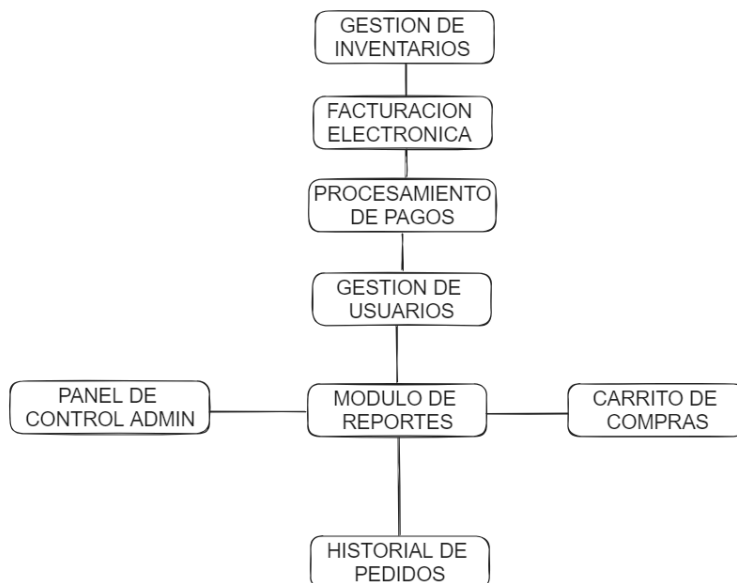 GESTION DE
INVENTARIOS
FACTURACION
ELECTRONICA
PROCESAMIENTO
DE PAGOS
GESTION DE
USUARIOS
PANEL DE
CONTROL ADMIN
MODULO DE
REPORTES
CARRITO DE
COMPRAS
HISTORIAL DE
PEDIDOS